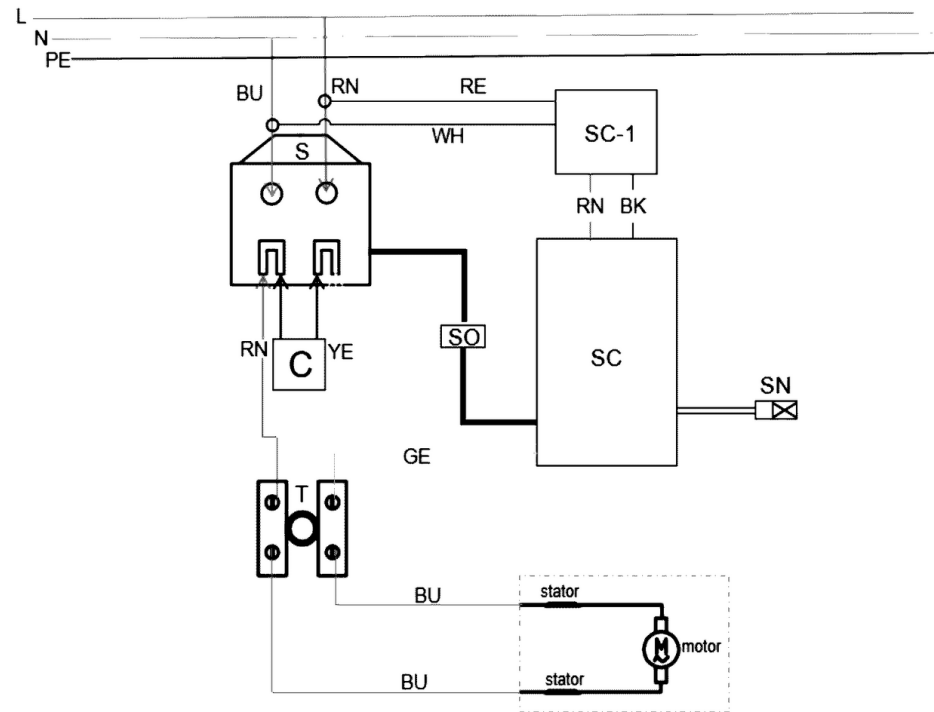 L
N
PE
BU
RN
RE
WH
SC-1
S
RN
BK
SO
SC
SN
RN
C
YE
GE
T
BU
stator
M
motor
BU
stator